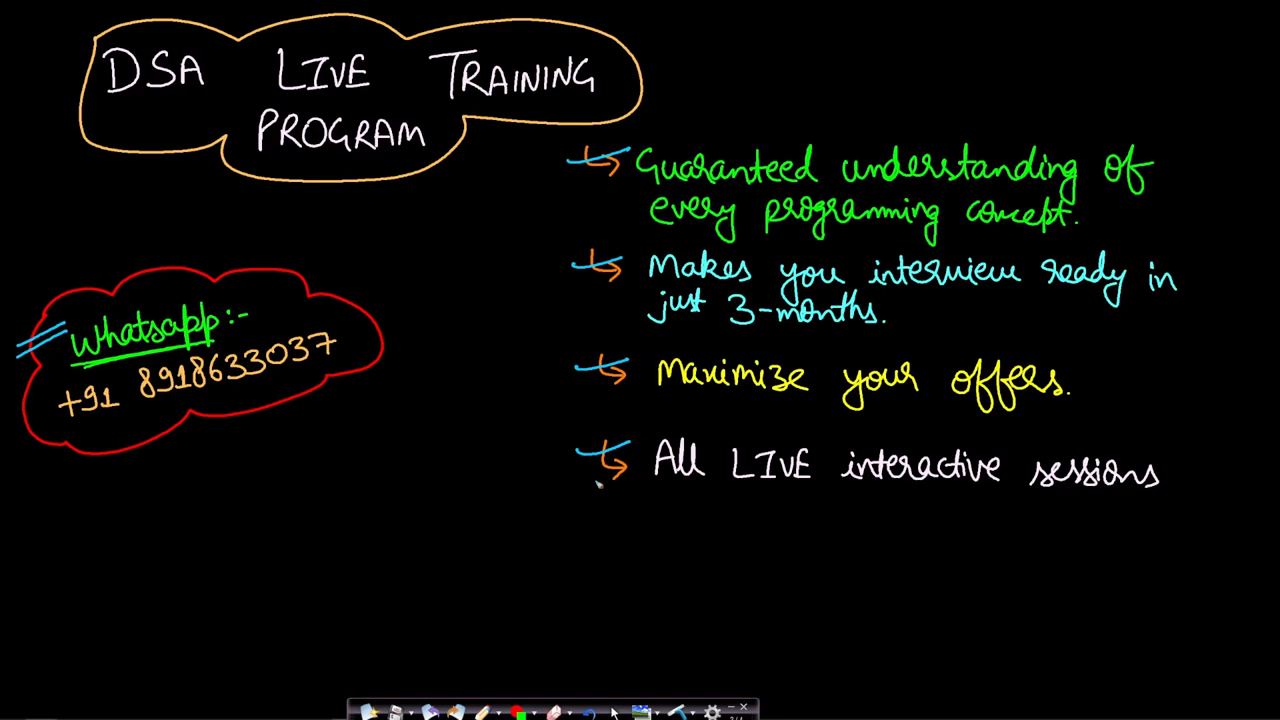 DSA LIVE TRAINING
PROGRAM
Guaranteed understanding of
every programming concept.
Makes you interview ready in
just 3-months.
Whatsapp:-
+91 8918633037
Maximize your offers.
All LIVE interactive sessions